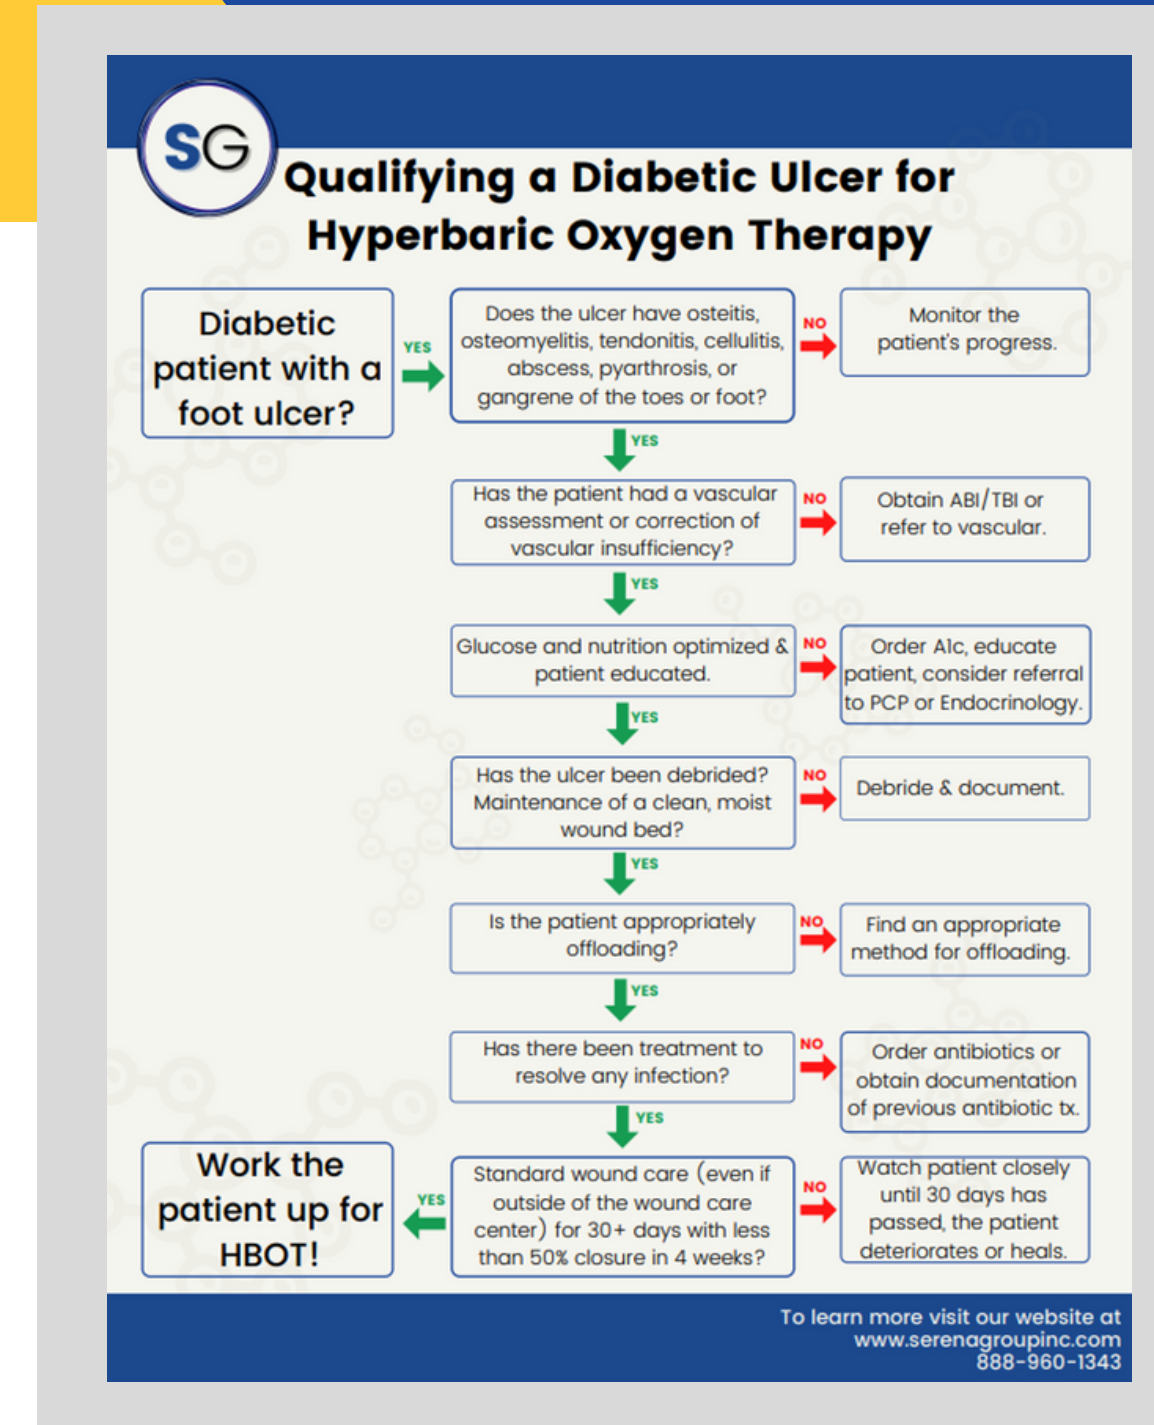 SG
Qualifying a Diabetic Ulcer for
Hyperbaric Oxygen Therapy
Diabetic
patient with a
foot ulcer?
YES
Does the ulcer have osteitis,
osteomyelitis, tendonitis, cellulitis,
abscess, pyarthrosis, or
gangrene of the toes or foot?
NO
Monitor the
patient's progress.
YES
Has the patient had a vascular
assessment or correction of
vascular insufficiency?
NO
Obtain ABI/TBI or
refer to vascular.
YES
Glucose and nutrition optimized &
patient educated.
NO
Order A1c, educate
patient, consider referral
to PCP or Endocrinology.
YES
Has the ulcer been debrided?
Maintenance of a clean, moist
wound bed?
NO
Debride & document.
YES
Is the patient appropriately
offloading?
NO
Find an appropriate
method for offloading.
YES
Has there been treatment to
resolve any infection?
NO
Order antibiotics or
obtain documentation
of previous antibiotic tx.
YES
Standard wound care (even if
outside of the wound care
center) for 30+ days with less
than 50% closure in 4 weeks?
NO
Watch patient closely
until 30 days has
passed, the patient
deteriorates or heals.
YES
Work the
patient up for
HBOT!
To learn more visit our website at
www.serenagroupinc.com
888-960-1343